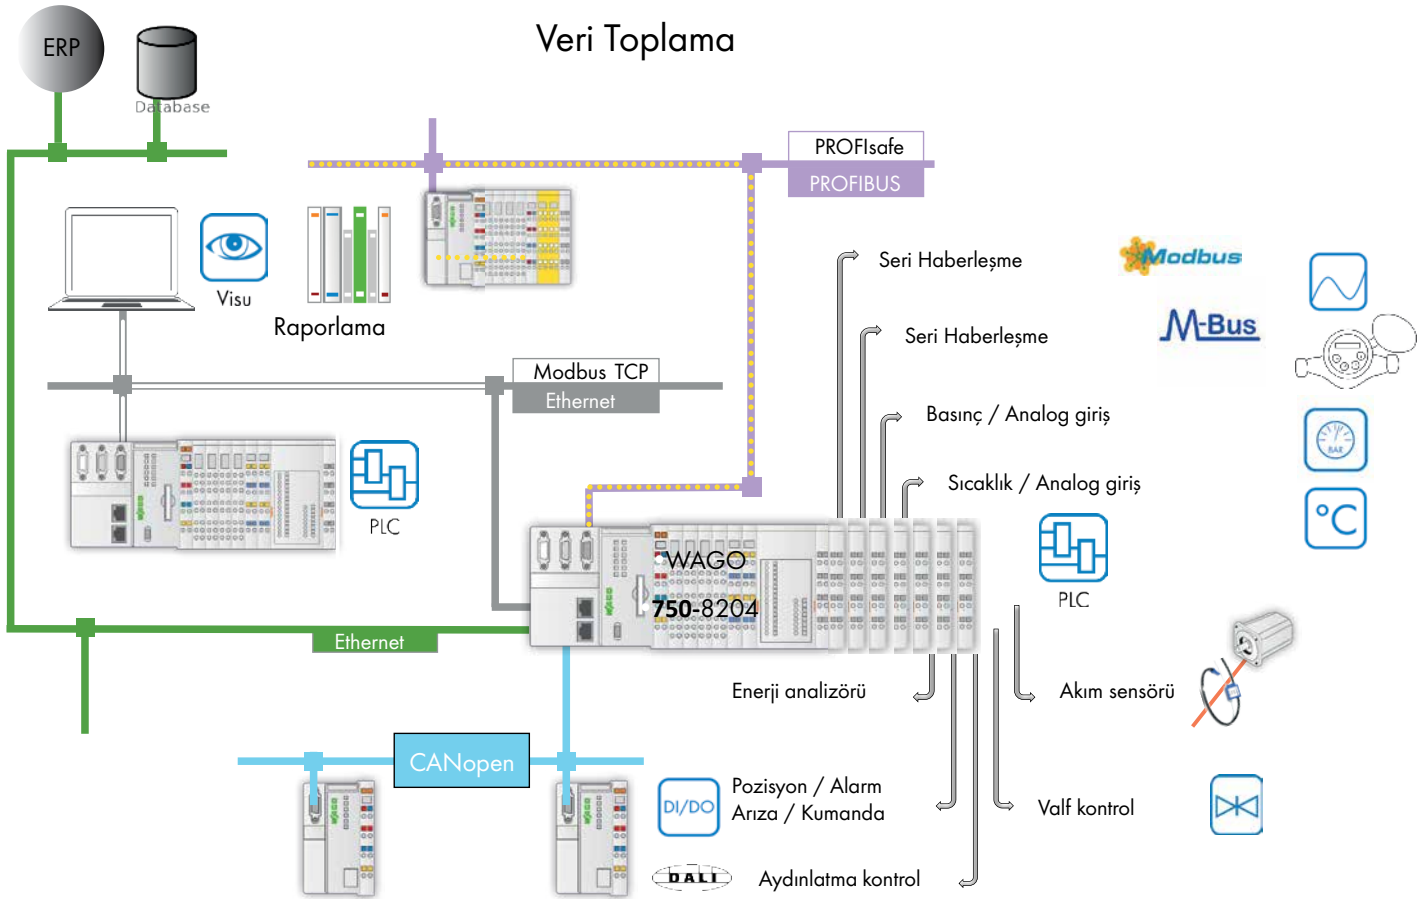 Veri Toplama
ERP
Database
PROFIsafe
PROFIBUS
Visu
Raporlama
Seri Haberleşme
Modbus
Seri Haberleşme
M-Bus
Modbus TCP
Ethernet
Basınç / Analog giriş
BAR
Sıcaklık / Analog giriş
°C
PLC
WAGO
750-8204
PLC
Ethernet
Enerji analizörü
Akım sensörü
CANopen
DI/DO
Pozisyon / Alarm
Arıza / Kumanda
Valf kontrol
DALI
Aydınlatma kontrol